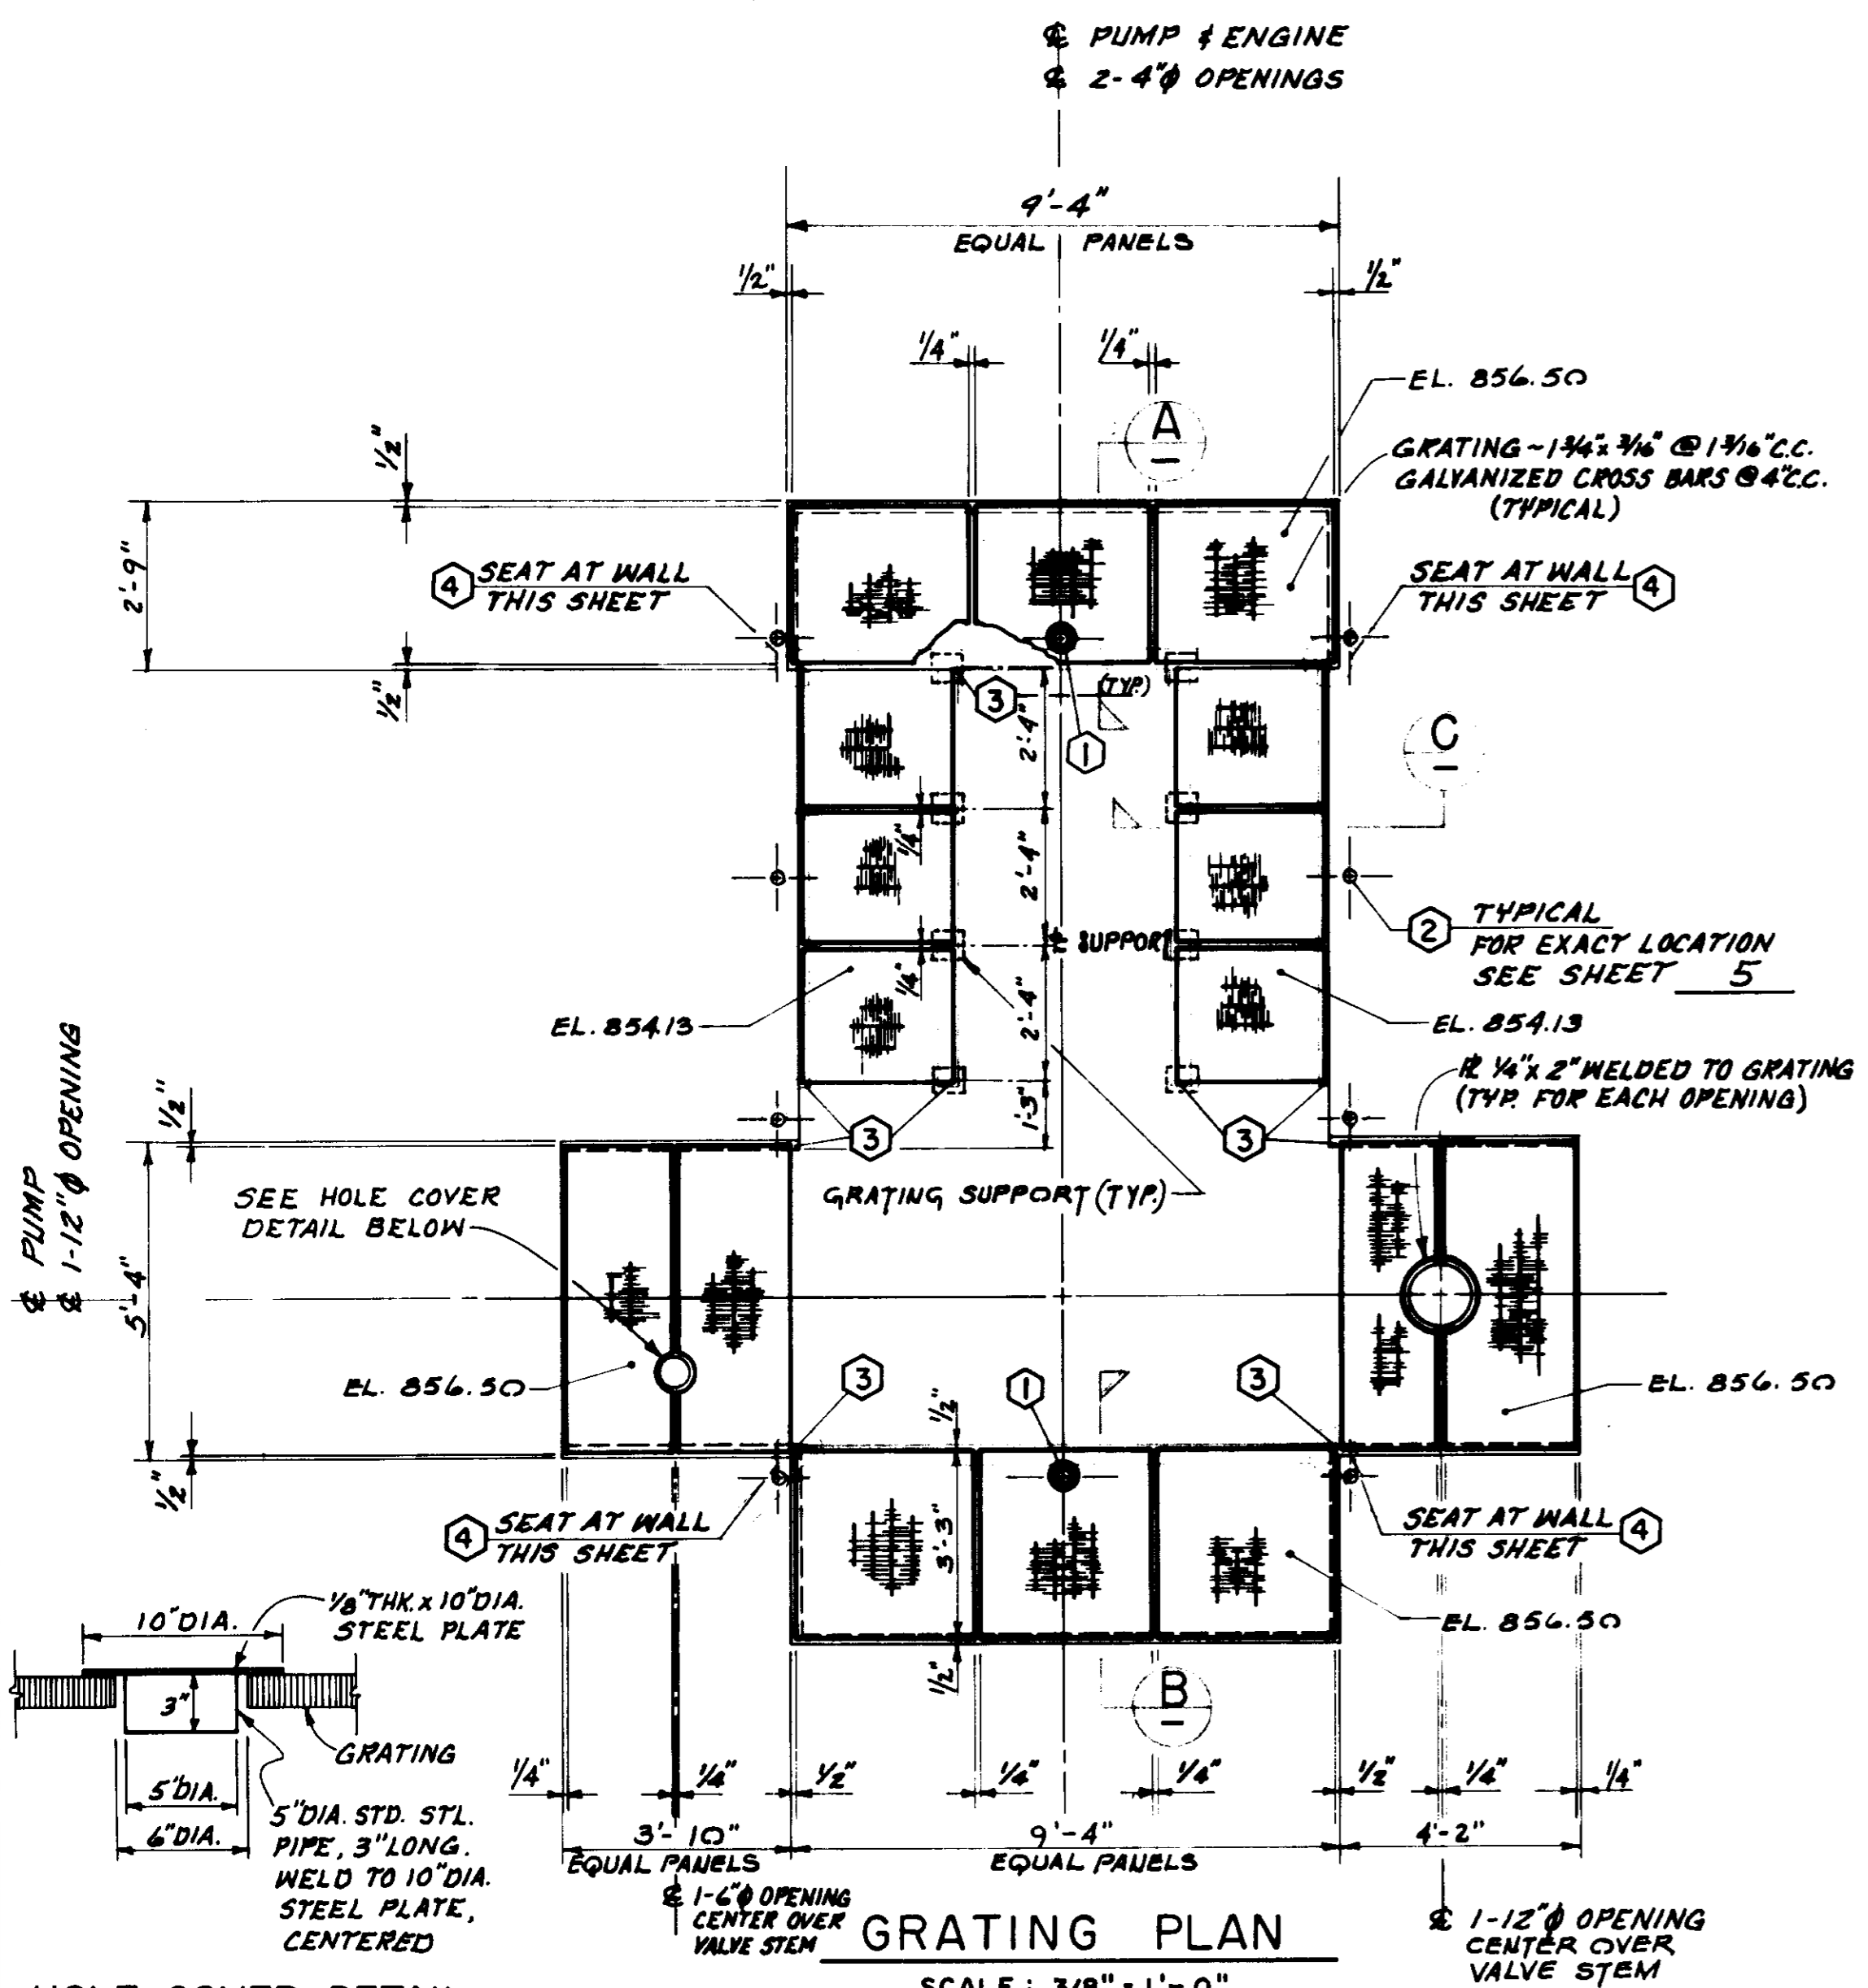 ℄ PUMP & ENGINE
℄ 2-4"ϕ OPENINGS
9'-4"
EQUAL PANELS
1/2"
1/2"
1/4"
1/4"
EL. 856.50
A
GRATING ~ 1 3/4" x 3/16" @ 1 3/16" C.C.
GALVANIZED CROSS BARS @ 4" C.C.
(TYPICAL)
1/2"
2'-9"
4
SEAT AT WALL
THIS SHEET
SEAT AT WALL
THIS SHEET
4
1/2"
3
(TYP.)
1
2'-4"
C
1/4"
2'-4"
2
TYPICAL
FOR EXACT LOCATION
SEE SHEET 5
℄ SUPPORT
1/4"
2'-4"
EL. 854.13
EL. 854.13
℄ PUMP
℄ 1-12"ϕ OPENING
1/2"
1'-3"
3
3
PL 1/4" x 2" WELDED TO GRATING
(TYP. FOR EACH OPENING)
SEE HOLE COVER
DETAIL BELOW
GRATING SUPPORT (TYP.)
5'-4"
EL. 856.50
3
1
3
EL. 856.50
1/2"
1/2"
4
SEAT AT WALL
THIS SHEET
3'-3"
SEAT AT WALL
THIS SHEET
4
EL. 856.50
1/2"
B
10" DIA.
1/8" THK. x 10" DIA.
STEEL PLATE
3"
GRATING
5" DIA.
6" DIA.
5" DIA. STD. STL.
PIPE, 3" LONG.
WELD TO 10" DIA.
STEEL PLATE,
CENTERED
1/4"
1/4"
1/2"
1/4"
1/4"
1/2"
1/4"
1/4"
3'-10"
EQUAL PANELS
9'-4"
EQUAL PANELS
4'-2"
℄ 1-6"ϕ OPENING
CENTER OVER
VALVE STEM
GRATING PLAN
SCALE: 3/8" = 1'-0"
℄ 1-12"ϕ OPENING
CENTER OVER
VALVE STEM
HOLE COVER DETAIL